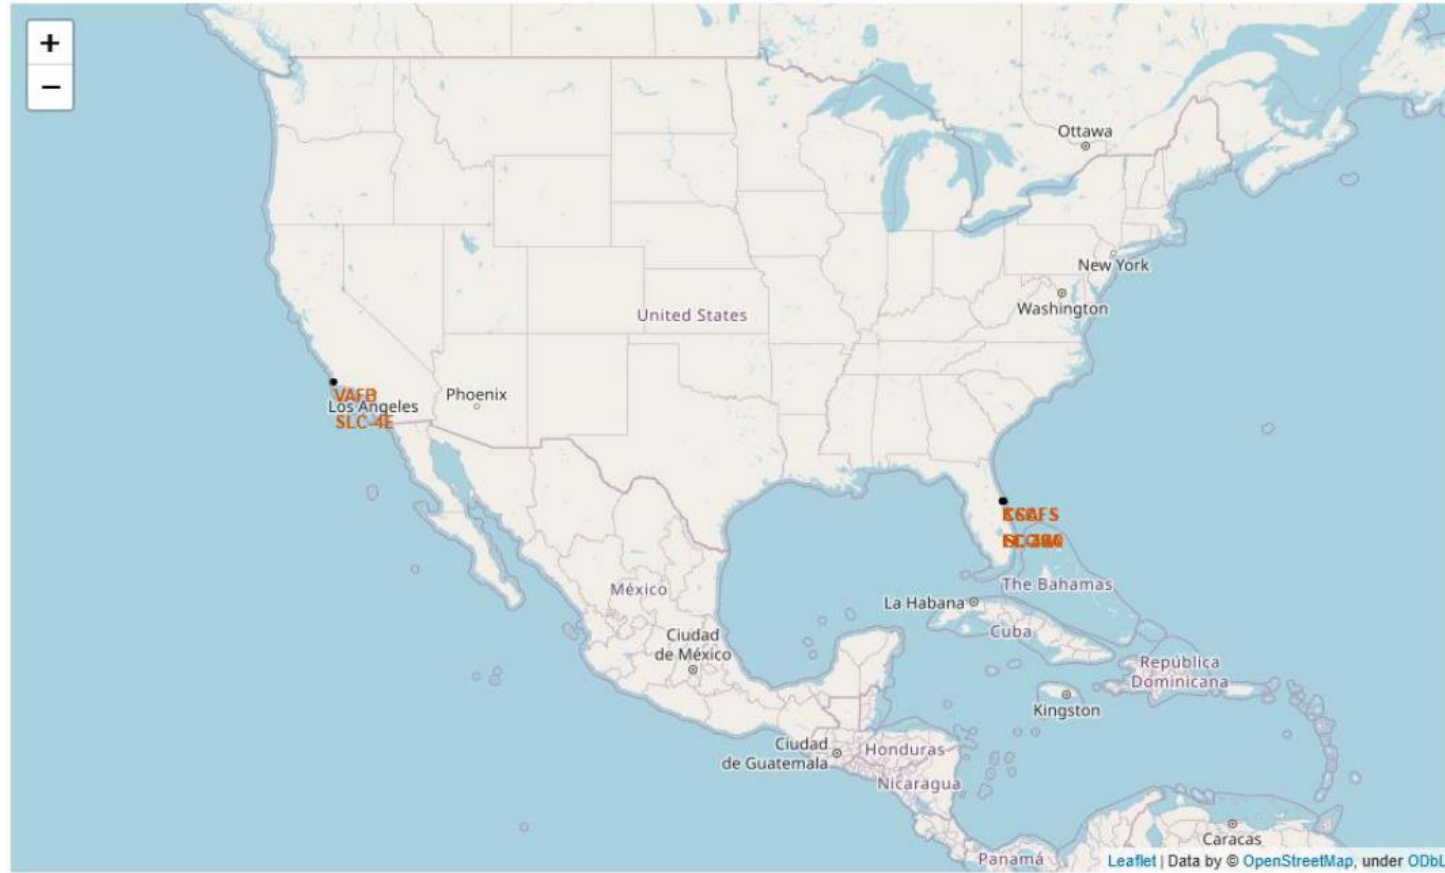 +
−
Ottawa
New York
Washington
United States
VAFB
Los Angeles
SLC-4E
Phoenix
The Bahamas
La Habana
Cuba
México
Ciudad
de México
República
Dominicana
Kingston
Ciudad
de Guatemala
Honduras
Nicaragua
Caracas
Panamá
Leaflet | Data by © OpenStreetMap, under ODbL